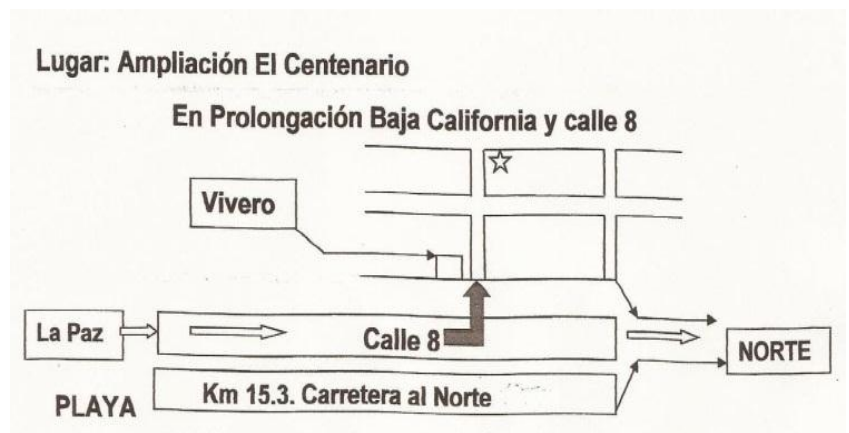 Lugar: Ampliación El Centenario
En Prolongación Baja California y calle 8
Vivero
La Paz
Calle 8
NORTE
Km 15.3. Carretera al Norte
PLAYA